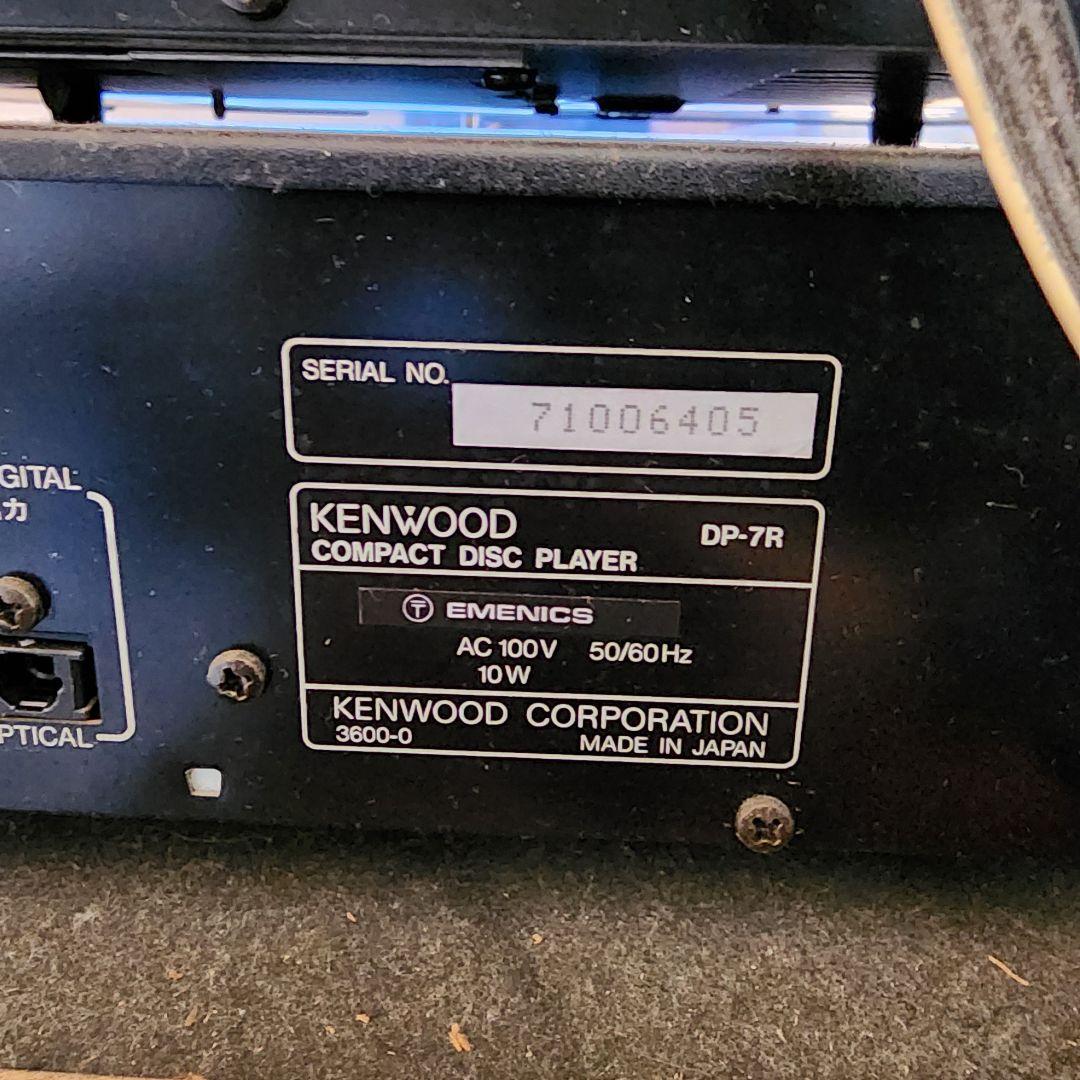 SERIAL NO.
71006405
GITAL
力
PTICAL
KENWOOD DP-7R
COMPACT DISC PLAYER
〒 EMENICS
AC 100V 50/60Hz
10W
KENWOOD CORPORATION
3600-0 MADE IN JAPAN